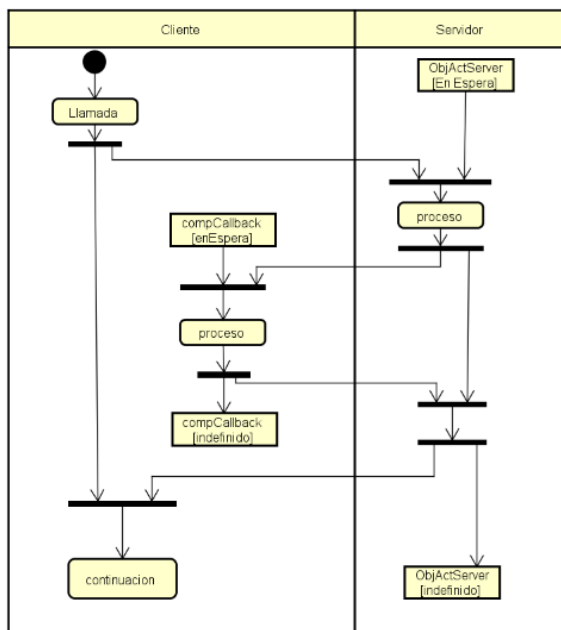 Cliente
Servidor
ObjActServer
[En Espera]
Llamada
proceso
compCallback
[enEspera]
proceso
compCallback
[indefinido]
continuacion
ObjActServer
[indefinido]